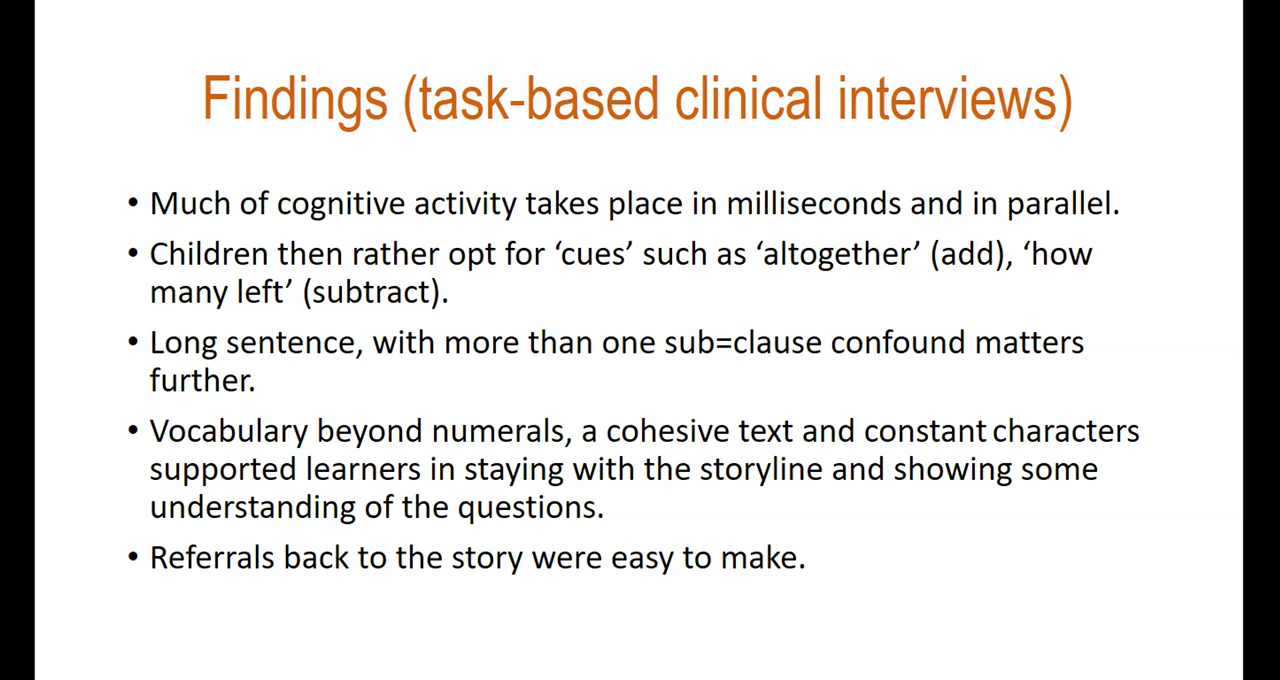 Findings (task-based clinical interviews)
• Much of cognitive activity takes place in milliseconds and in parallel.
• Children then rather opt for ‘cues’ such as ‘altogether’ (add), ‘how
many left’ (subtract).
• Long sentence, with more than one sub=clause confound matters
further.
• Vocabulary beyond numerals, a cohesive text and constant characters
supported learners in staying with the storyline and showing some
understanding of the questions.
• Referrals back to the story were easy to make.